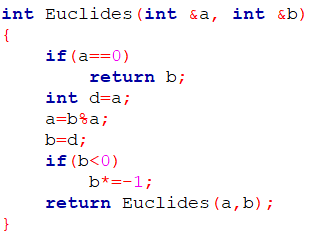 int Euclides(int &a, int &b)
{
    if(a==0)
        return b;
    int d=a;
    a=b%a;
    b=d;
    if(b<0)
        b*=-1;
    return Euclides(a,b);
}